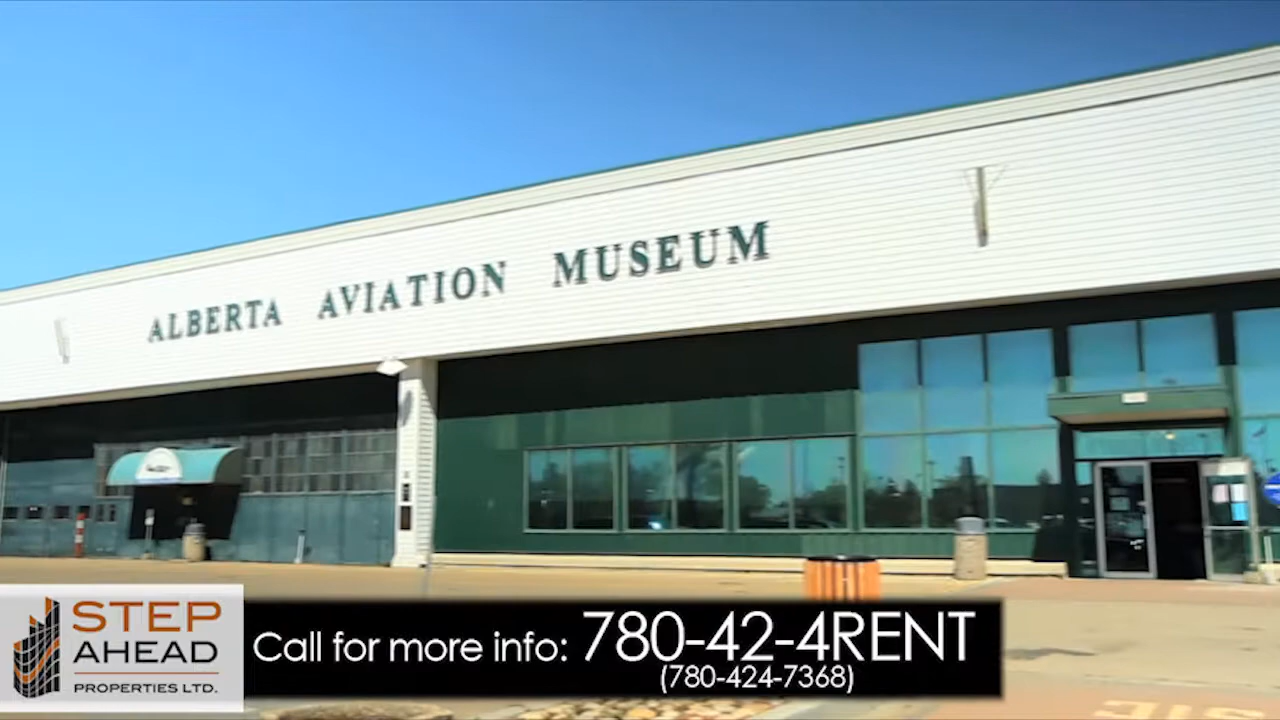 ALBERTA AVIATION MUSEUM
STEP
AHEAD
PROPERTIES LTD.
Call for more info: 780-42-4RENT
(780-424-7368)